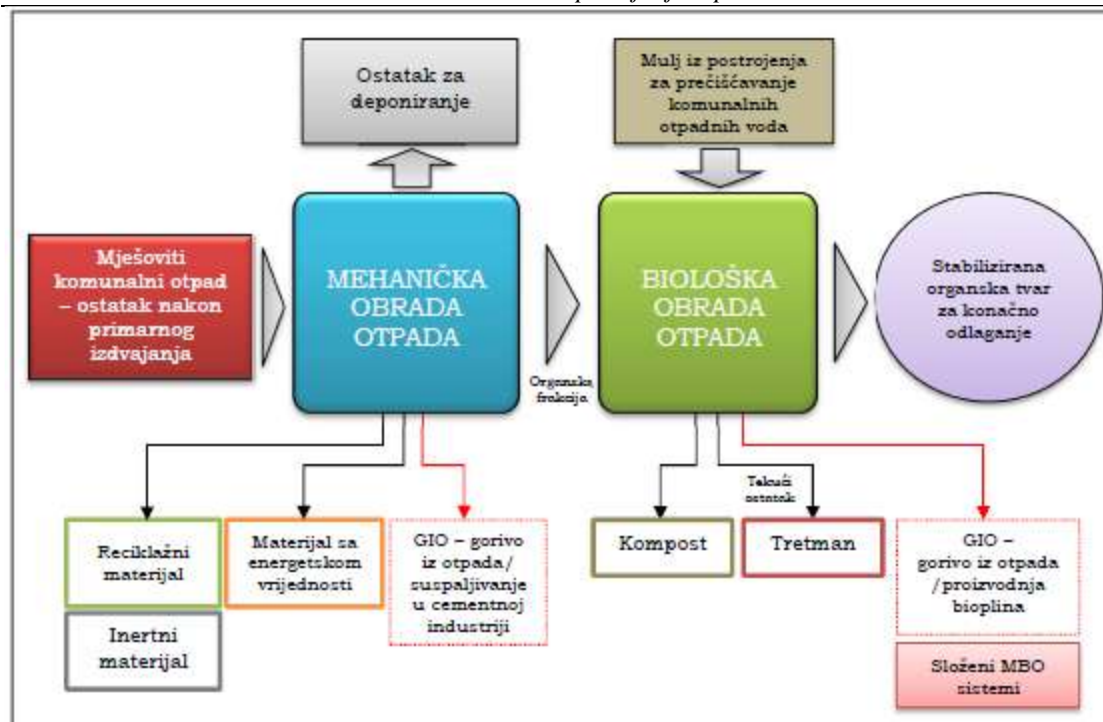 Ostatak za
deponiranje
Mulj iz postrojenja
za prečišćavanje
komunalnih
otpadnih voda
Mješoviti
komunalni otpad
– ostatak nakon
primarnog
izdvajanja
MEHANIČKA
OBRADA
OTPADA
Organska
frakcija
BIOLOŠKA
OBRADA
OTPADA
Stabilizirana
organska tvar
za konačno
odlaganje
Reciklažni
materijal
Inertni
materijal
Materijal sa
energetskom
vrijednosti
GIO – gorivo
iz otpada/
suspaljivanje
u cementnoj
industriji
Kompost
Tekući
ostatak
Tretman
GIO –
gorivo iz otpada
/proizvodnja
bioplina
Složeni MBO
sistemi